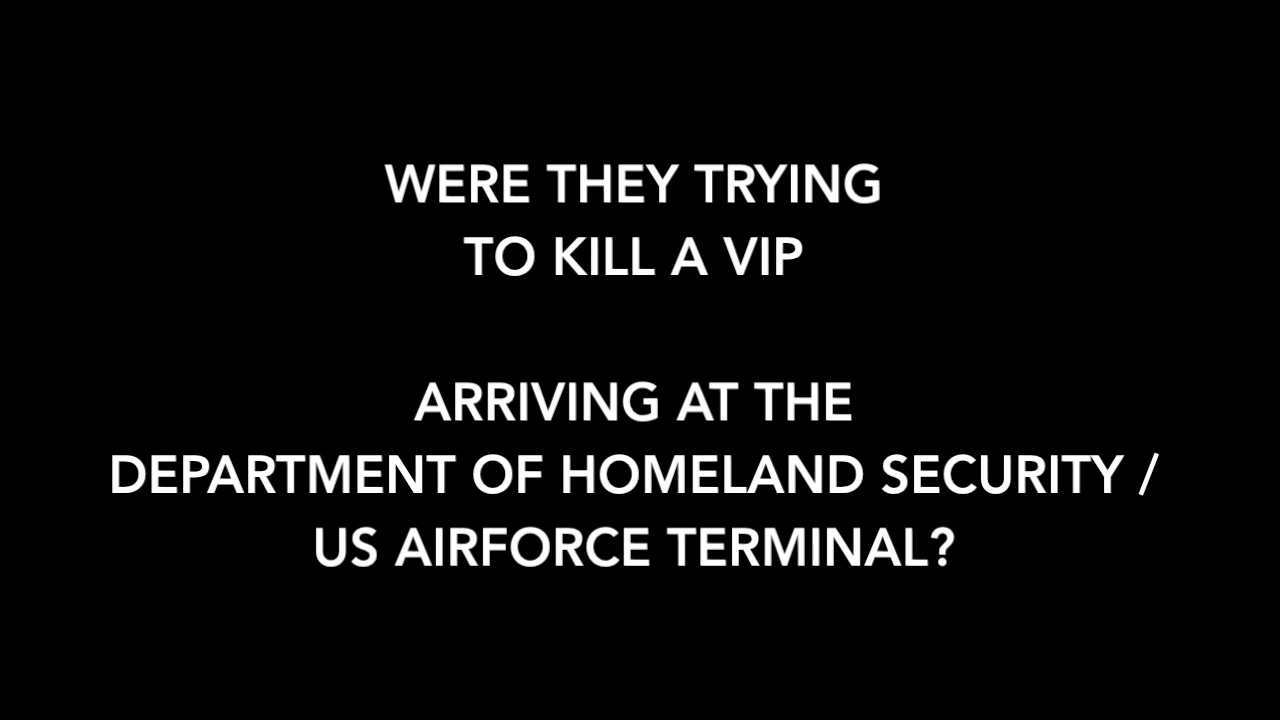 WERE THEY TRYING
TO KILL A VIP
ARRIVING AT THE
DEPARTMENT OF HOMELAND SECURITY /
US AIRFORCE TERMINAL?